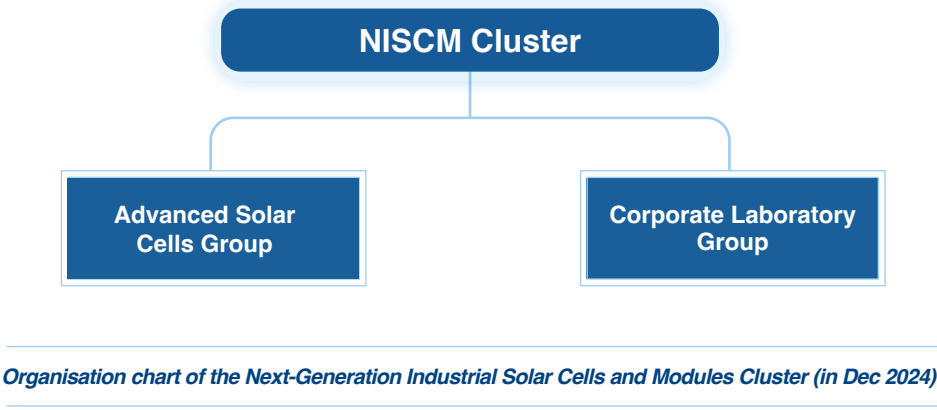 NISCM Cluster
Advanced Solar
Cells Group
Corporate Laboratory
Group
Organisation chart of the Next-Generation Industrial Solar Cells and Modules Cluster (in Dec 2024)